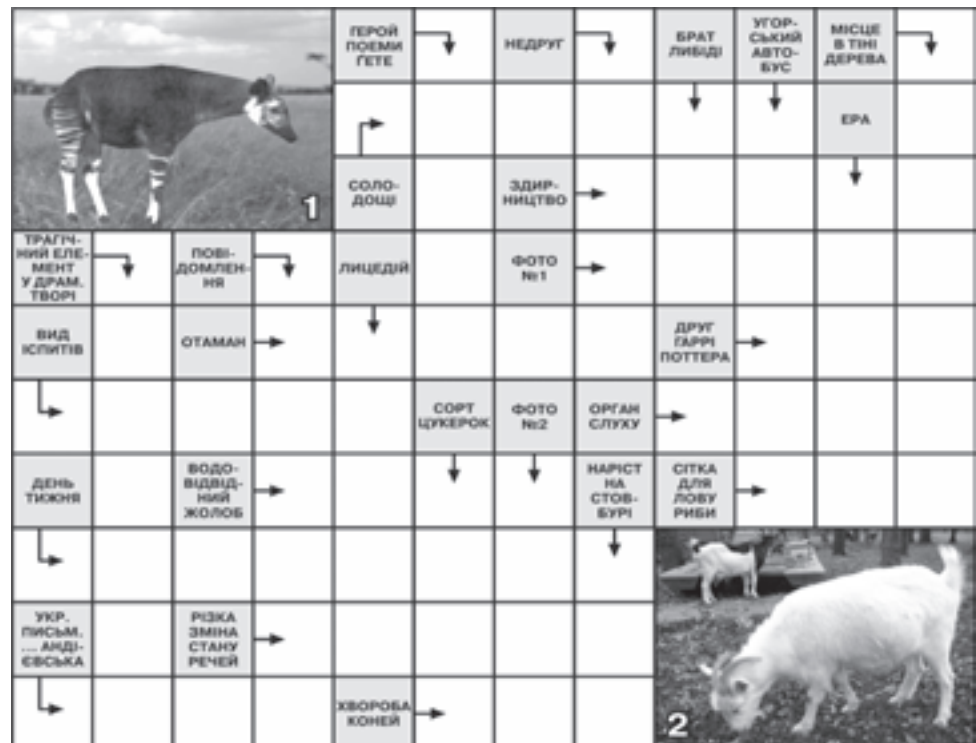 ГЕРОЙ
ПОЕМИ
ҐЕТЕ
НЕДРУГ
БРАТ
ЛИБІДІ
УГОР-
СЬКИЙ
АВТО-
БУС
МІСЦЕ
В ТІНІ
ДЕРЕВА
ЕРА
1
СОЛО-
ДОЩІ
ЗДИР-
НИЦТВО
ТРАГІЧ-
НИЙ ЕЛЕ-
МЕНТ
У ДРАМ.
ТВОРІ
ПОВІ-
ДОМЛЕН-
НЯ
ЛИЦЕДІЙ
ФОТО
№1
ВИД
ІСПИТІВ
ОТАМАН
ДРУГ
ГАРРІ
ПОТТЕРА
СОРТ
ЦУКЕРОК
ФОТО
№2
ОРГАН
СЛУХУ
ДЕНЬ
ТИЖНЯ
ВОДО-
ВІДВІД-
НИЙ
ЖОЛОБ
НАРІСТ
НА
СТОВ-
БУРІ
СІТКА
ДЛЯ
ЛОВУ
РИБИ
УКР.
ПИСЬМ.
... АНДІ-
ЄВСЬКА
РІЗКА
ЗМІНА
СТАНУ
РЕЧЕЙ
ХВОРОБА
КОНЕЙ
2